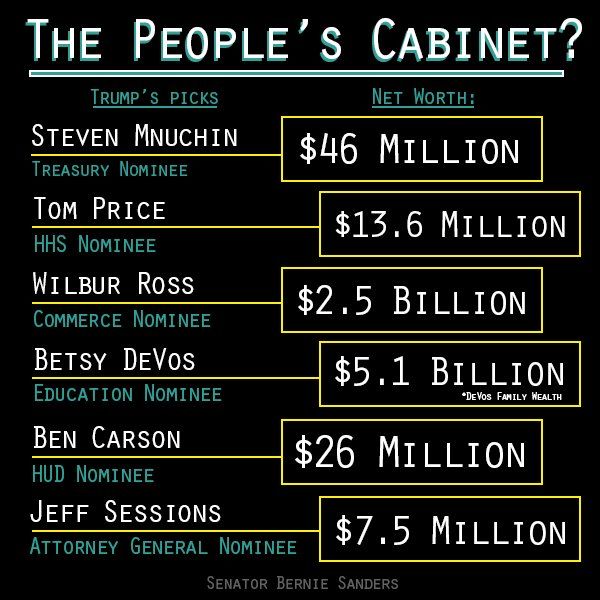 The People's Cabinet?
Trump's picks Net Worth:
Steven Mnuchin
Treasury Nominee
$46 Million
Tom Price
HHS Nominee
$13.6 Million
Wilbur Ross
Commerce Nominee
$2.5 Billion
Betsy DeVos
Education Nominee
$5.1 Billion
*DeVos Family Wealth
Ben Carson
HUD Nominee
$26 Million
Jeff Sessions
Attorney General Nominee
$7.5 Million
Senator Bernie Sanders